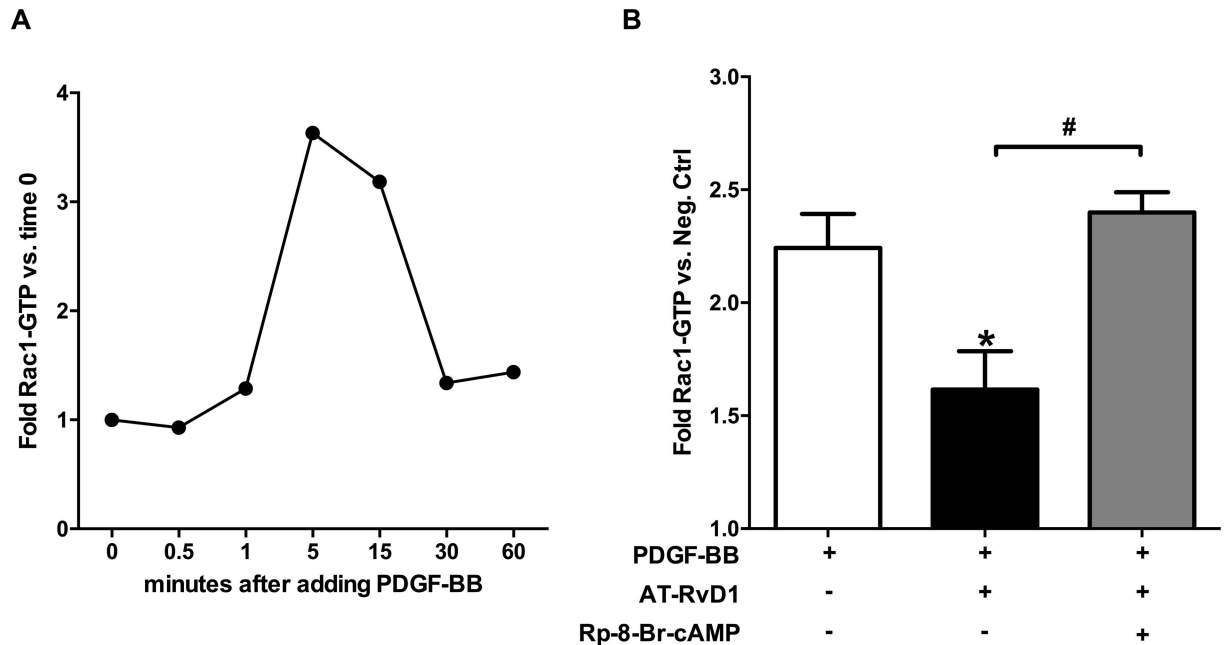 A
Fold Rac1-GTP vs. time 0
4
3
2
1
0
0 0.5 1 5 15 30 60
minutes after adding PDGF-BB
B
Fold Rac1-GTP vs. Neg. Ctrl
3.0
2.5
2.0
1.5
1.0
#
*
PDGF-BB + + +
AT-RvD1 - + +
Rp-8-Br-cAMP - - +